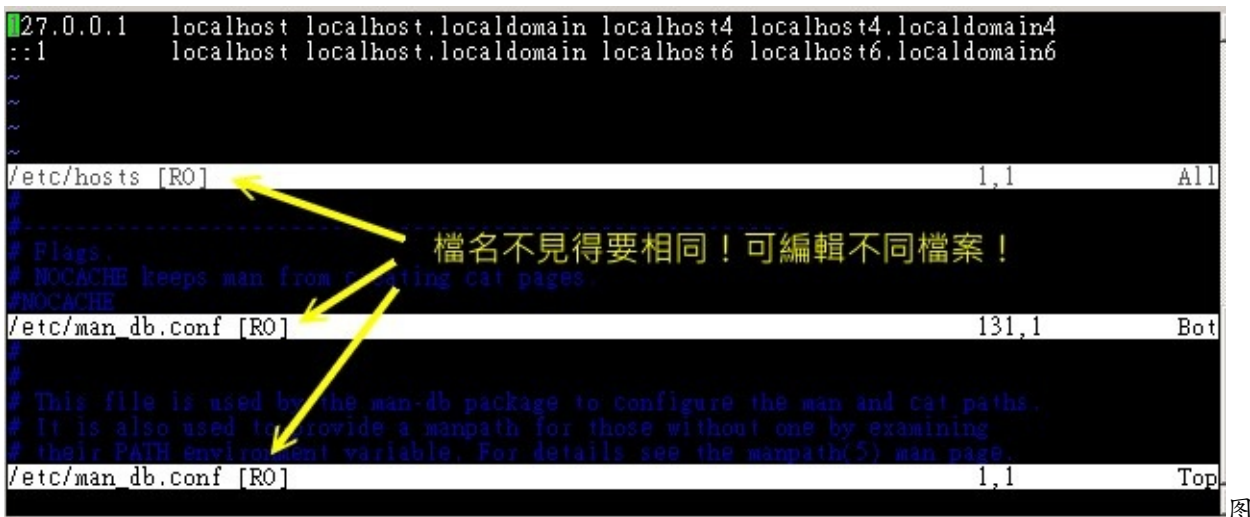 127.0.0.1 localhost localhost.localdomain localhost4 localhost4.localdomain4
::1 localhost localhost.localdomain localhost6 localhost6.localdomain6
~
~
~
~
/etc/hosts [RO] 1,1 All
#
#-----------------------------------------------
# Flags.
檔名不見得要相同！可編輯不同檔案！
# NOCACHE keeps man from creating cat pages.
#NOCACHE
/etc/man_db.conf [RO] 131,1 Bot
#
#
# This file is used by the man-db package to configure the man and cat paths.
# It is also used to provide a manpath for those without one by examining
# their PATH environment variable. For details see the manpath(5) man page.
/etc/man_db.conf [RO] 1,1 Top
图